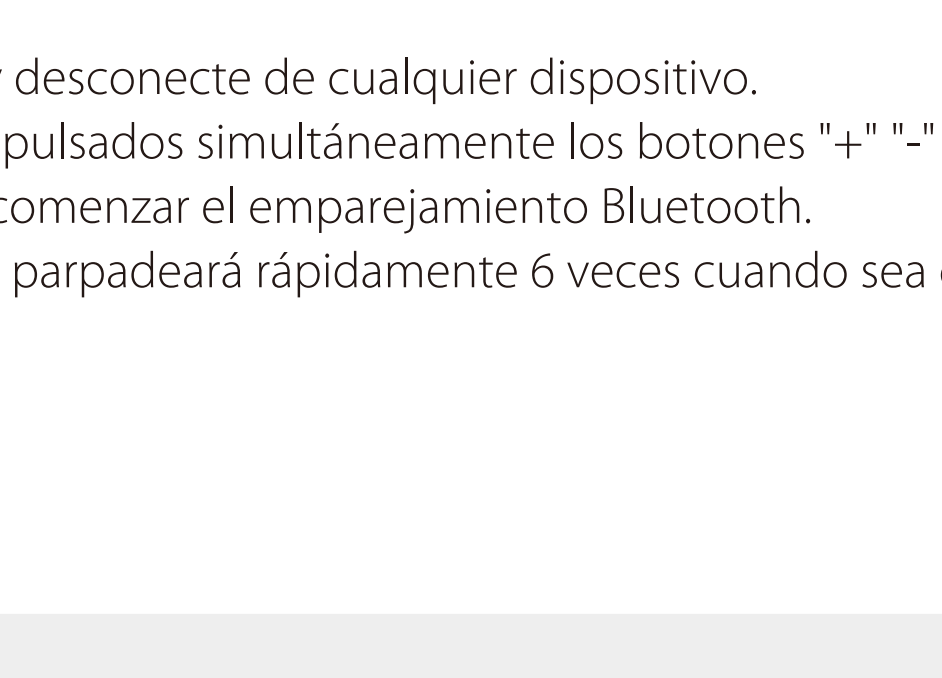 y desconecte de cualquier dispositivo.
pulsados simultáneamente los botones "+" "-"
comenzar el emparejamiento Bluetooth.
parpadeará rápidamente 6 veces cuando sea